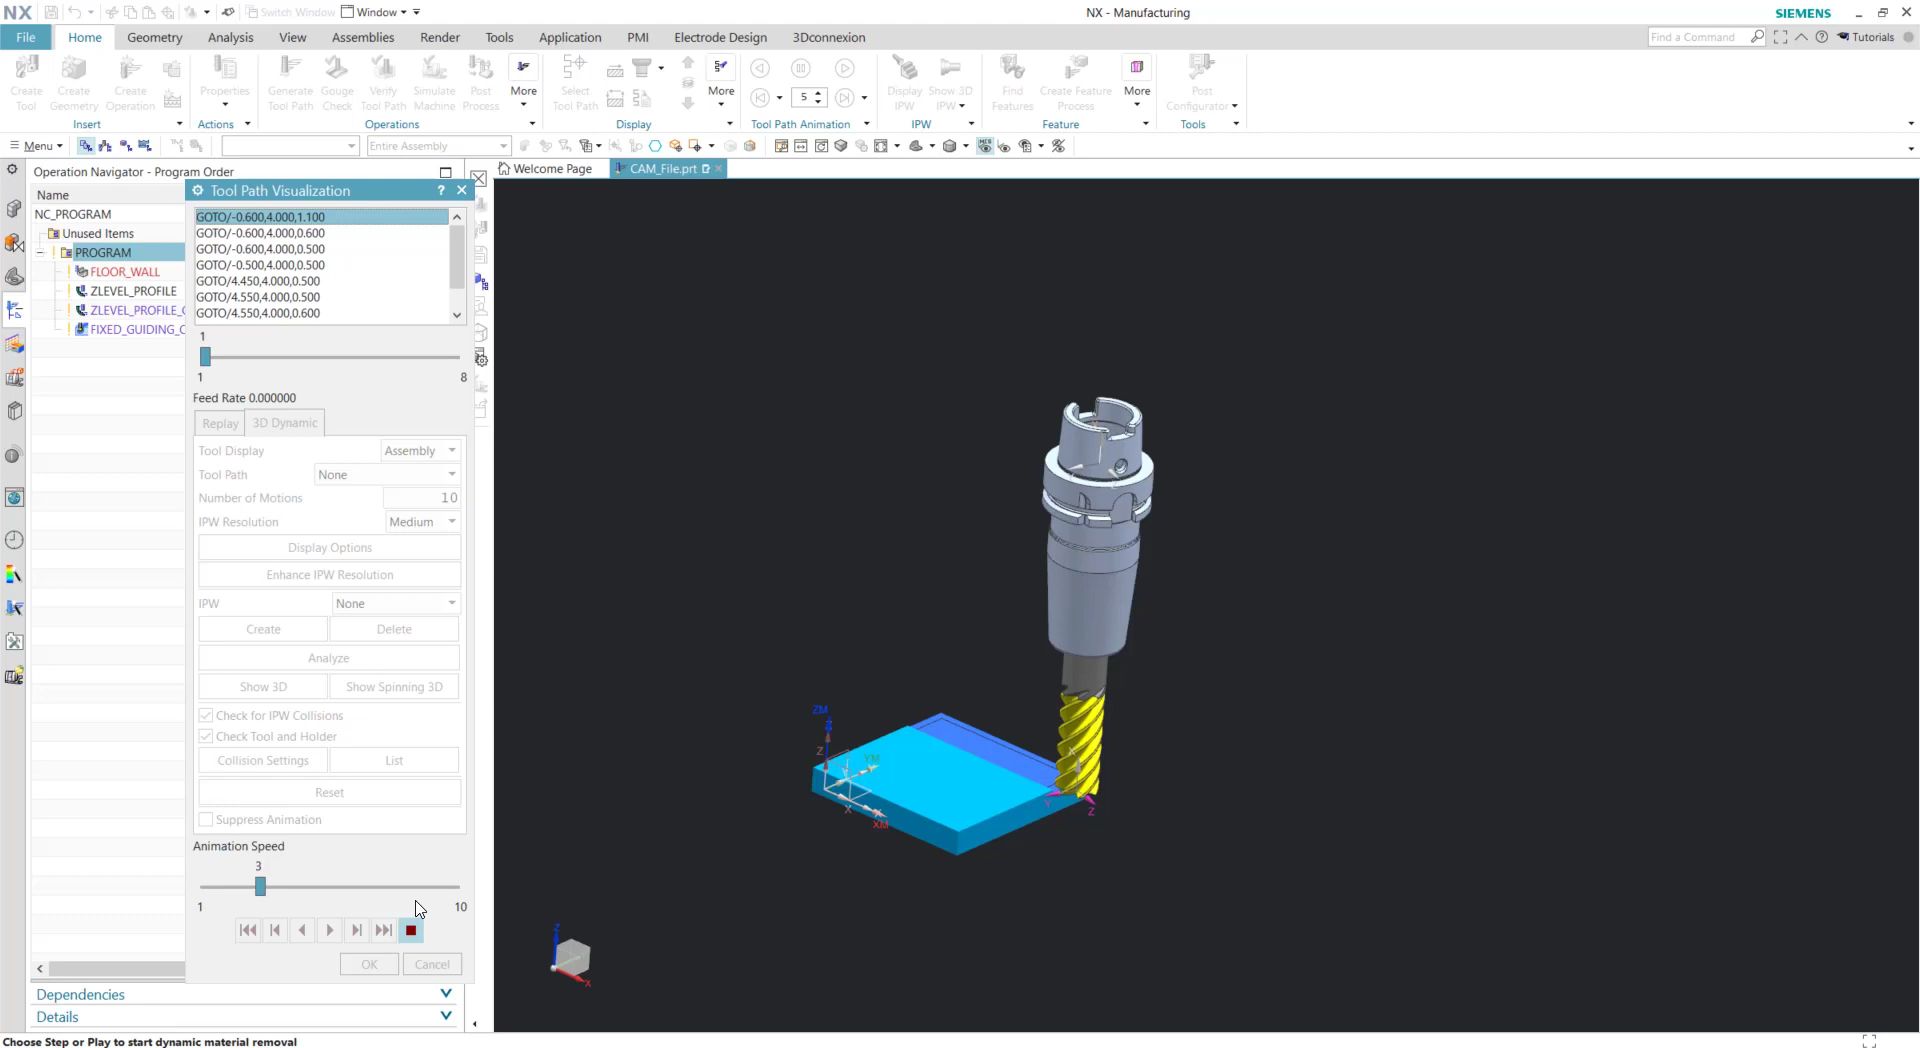 NX
Switch Window
Window
NX - Manufacturing
SIEMENS
File
Home
Geometry
Analysis
View
Assemblies
Render
Tools
Application
PMI
Electrode Design
3Dconnexion
Find a Command
Tutorials
Create Tool
Create Geometry
Create Operation
Properties
Generate Tool Path
Gouge Check
Verify Tool Path
Simulate Machine
Post Process
More
Select Tool Path
More
5
Display IPW
Show 3D IPW
Find Features
Create Feature Process
More
Post Configurator
Insert
Actions
Operations
Display
Tool Path Animation
IPW
Feature
Tools
Menu
Entire Assembly
Operation Navigator - Program Order
Welcome Page
CAM_File.prt
Name
NC_PROGRAM
Unused Items
PROGRAM
FLOOR_WALL
ZLEVEL_PROFILE
ZLEVEL_PROFILE_
FIXED_GUIDING_
Tool Path Visualization
GOTO/-0.600,4.000,1.100
GOTO/-0.600,4.000,0.600
GOTO/-0.600,4.000,0.500
GOTO/-0.500,4.000,0.500
GOTO/4.450,4.000,0.500
GOTO/4.550,4.000,0.500
GOTO/4.550,4.000,0.600
1
1
8
Feed Rate 0.000000
Replay
3D Dynamic
Tool Display
Assembly
Tool Path
None
Number of Motions
10
IPW Resolution
Medium
Display Options
Enhance IPW Resolution
IPW
None
Create
Delete
Analyze
Show 3D
Show Spinning 3D
Check for IPW Collisions
Check Tool and Holder
Collision Settings
List
Reset
Suppress Animation
Animation Speed
3
1
10
OK
Cancel
Dependencies
Details
ZM
Z
YM
X
XM
X
Y
Z
Z
X
Choose Step or Play to start dynamic material removal